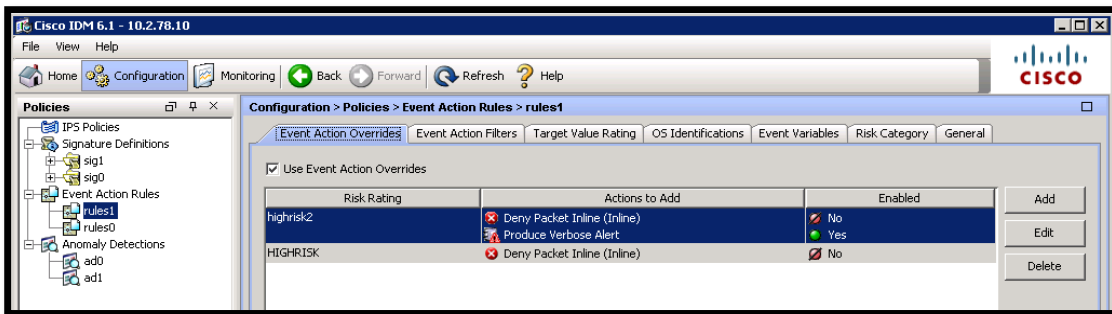 Cisco IDM 6.1 - 10.2.78.10
File View Help
Home Configuration Monitoring Back Forward Refresh Help
CISCO
Policies
IPS Policies
Signature Definitions
sig1
sig0
Event Action Rules
rules1
rules0
Anomaly Detections
ad0
ad1
Configuration > Policies > Event Action Rules > rules1
Event Action Overrides Event Action Filters Target Value Rating OS Identifications Event Variables Risk Category General
Use Event Action Overrides
Risk Rating Actions to Add Enabled
highrisk2 Deny Packet Inline (Inline) No
Produce Verbose Alert Yes
HIGHRISK Deny Packet Inline (Inline) No
Add
Edit
Delete